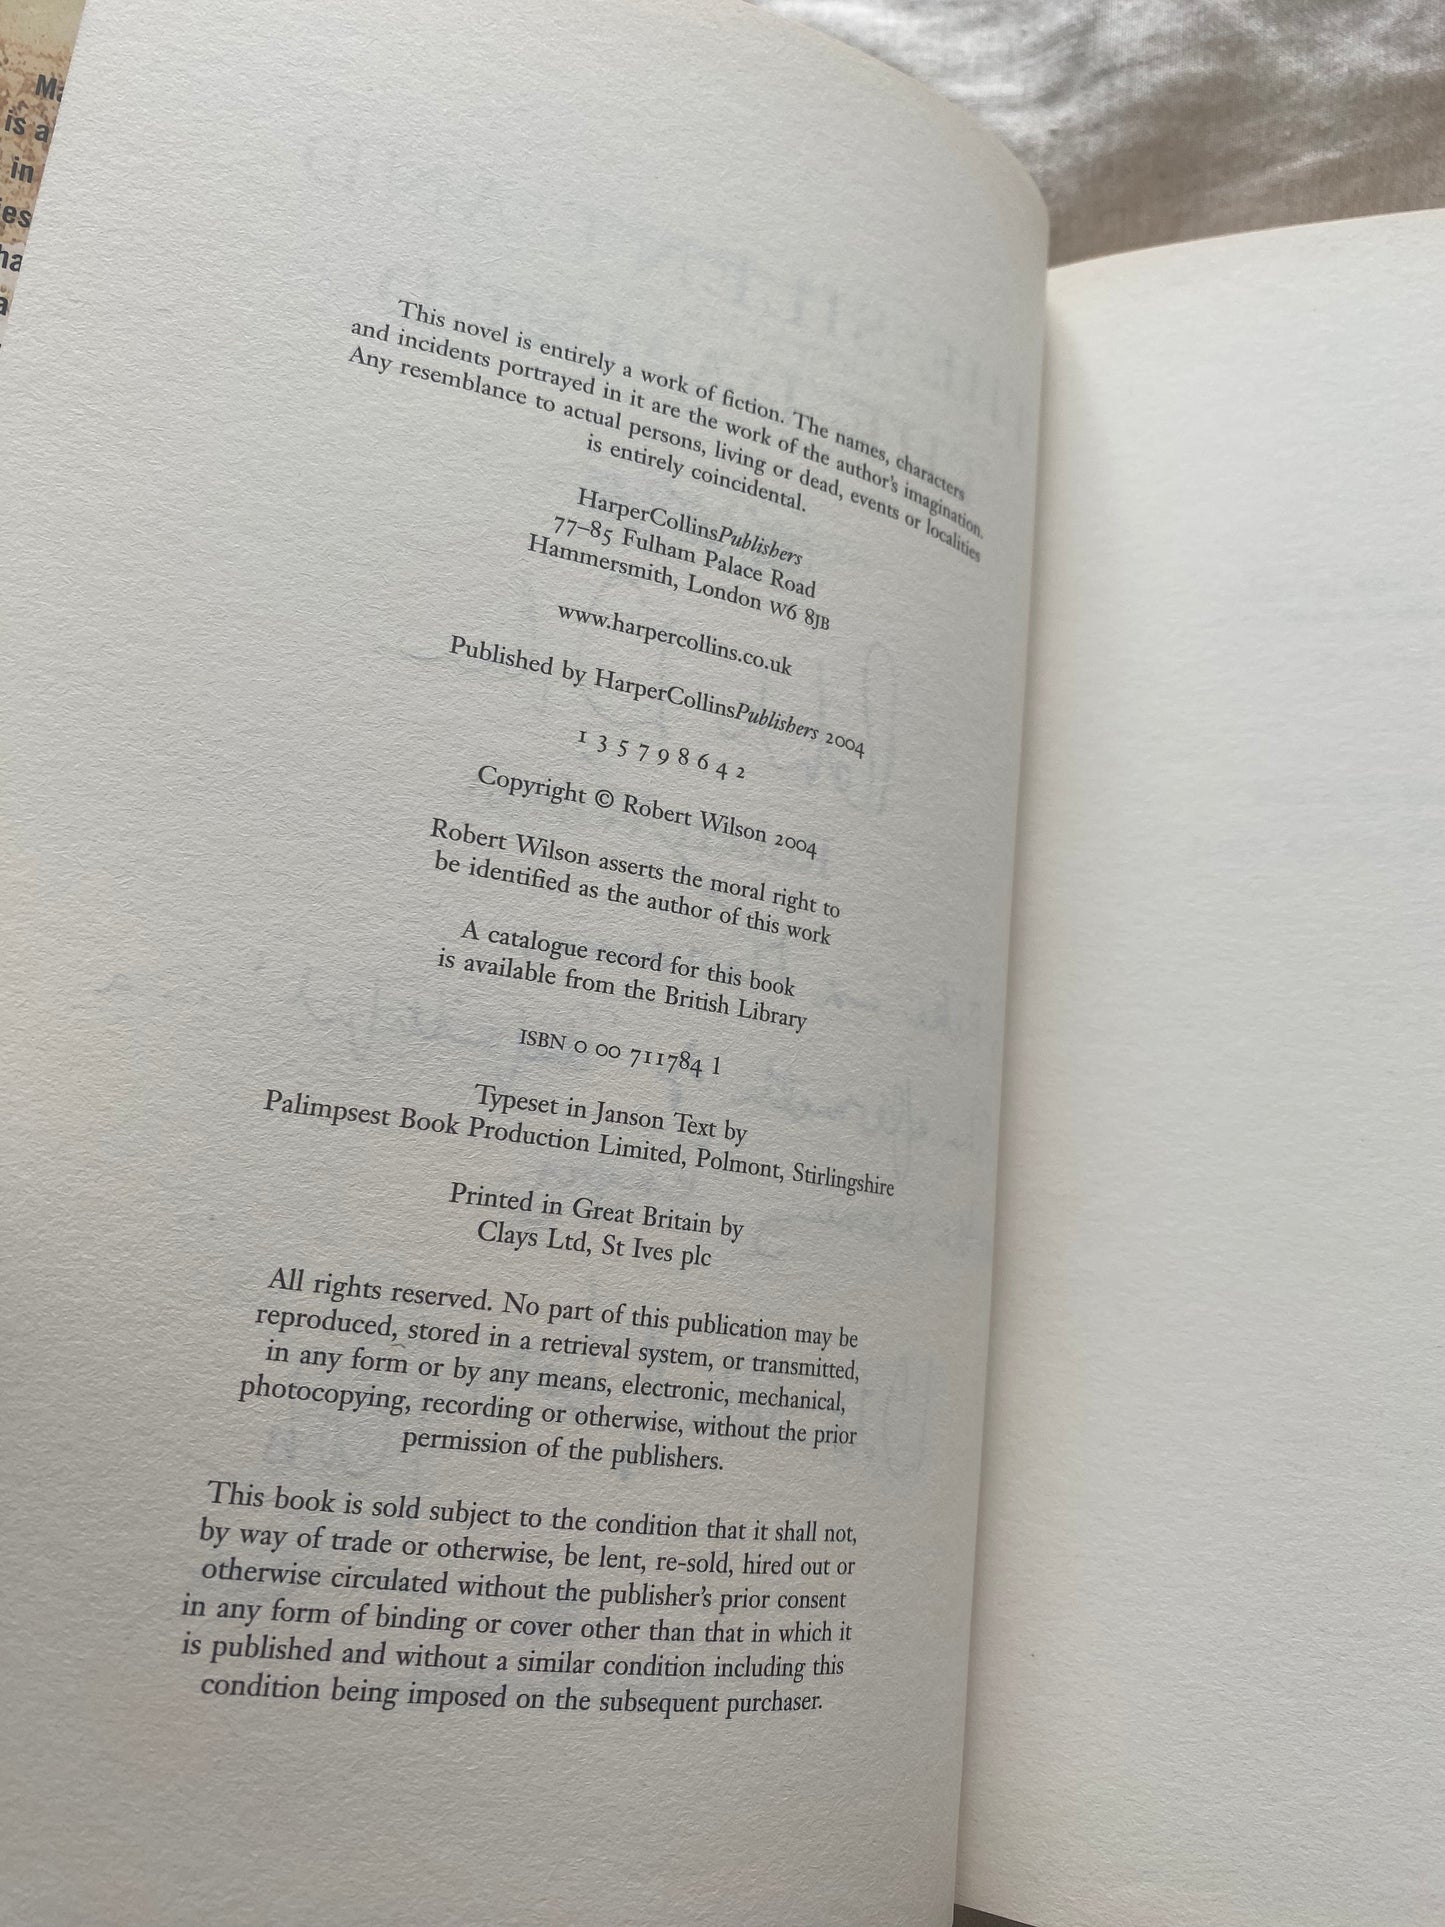 Ma
is a
in
ies
ha
a
This novel is entirely a work of fiction. The names, characters
and incidents portrayed in it are the work of the author's imagination.
Any resemblance to actual persons, living or dead, events or localities
is entirely coincidental.
HarperCollinsPublishers
77–85 Fulham Palace Road
Hammersmith, London W6 8JB
www.harpercollins.co.uk
Published by HarperCollinsPublishers 2004
1 3 5 7 9 8 6 4 2
Copyright © Robert Wilson 2004
Robert Wilson asserts the moral right to
be identified as the author of this work
A catalogue record for this book
is available from the British Library
ISBN 0 00 711784 1
Typeset in Janson Text by
Palimpsest Book Production Limited, Polmont, Stirlingshire
Printed in Great Britain by
Clays Ltd, St Ives plc
All rights reserved. No part of this publication may be
reproduced, stored in a retrieval system, or transmitted,
in any form or by any means, electronic, mechanical,
photocopying, recording or otherwise, without the prior
permission of the publishers.
This book is sold subject to the condition that it shall not,
by way of trade or otherwise, be lent, re-sold, hired out or
otherwise circulated without the publisher's prior consent
in any form of binding or cover other than that in which it
is published and without a similar condition including this
condition being imposed on the subsequent purchaser.